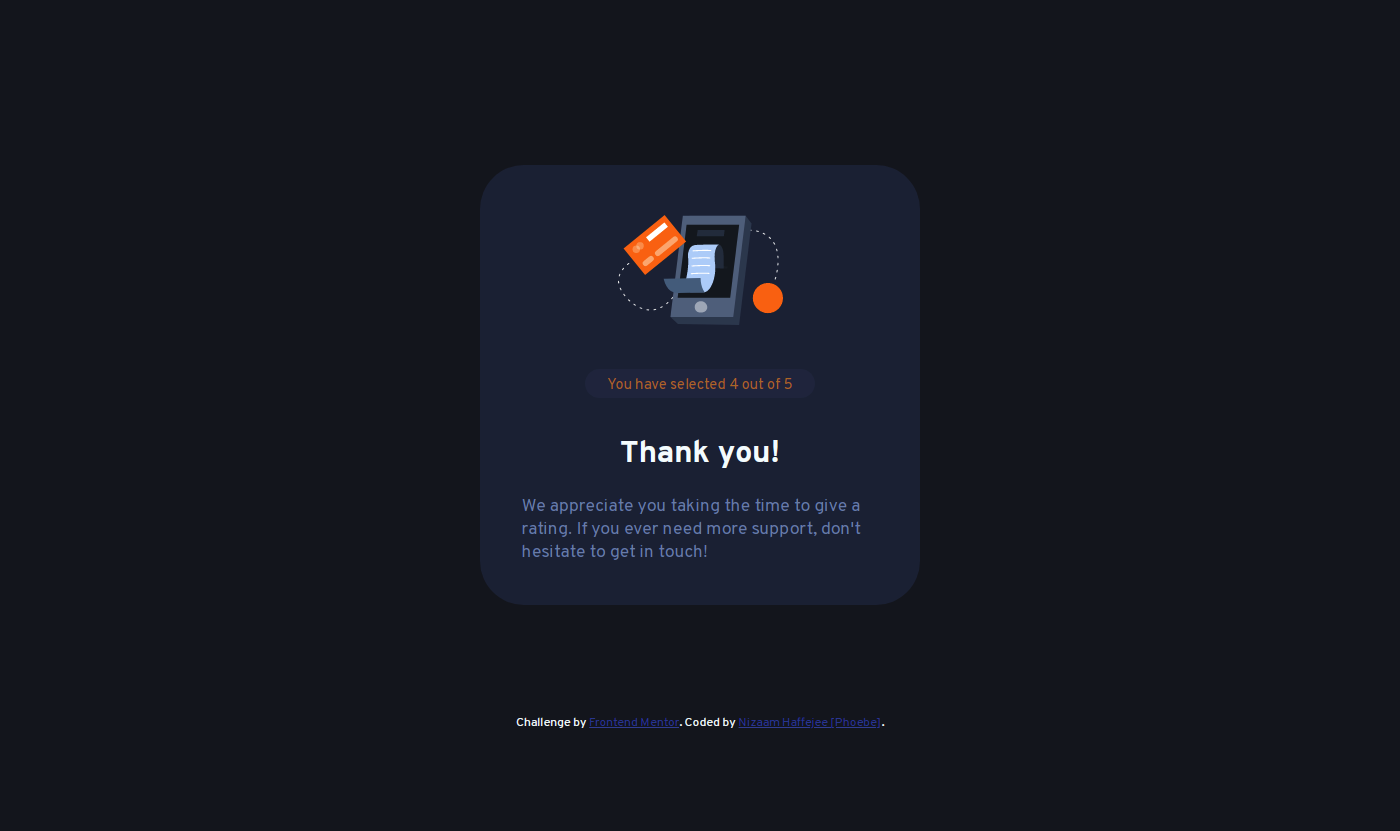 You have selected 4 out of 5
Thank you!
We appreciate you taking the time to give a
rating. If you ever need more support, don't
hesitate to get in touch!
Challenge by Frontend Mentor. Coded by Nizaam Haffejee [Phoebe].